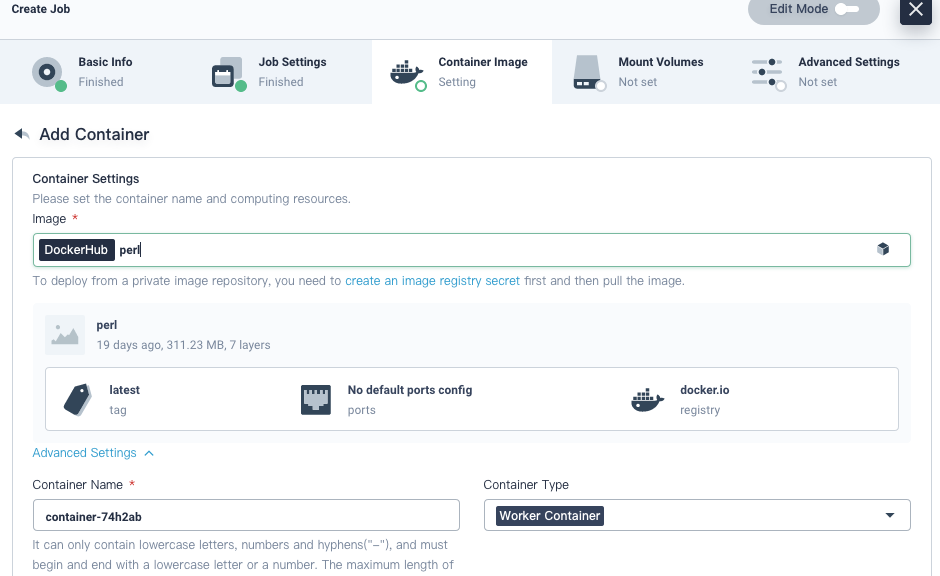 Create Job
Edit Mode
Basic Info
Finished
Job Settings
Finished
Container Image
Setting
Mount Volumes
Not set
Advanced Settings
Not set
Add Container
Container Settings
Please set the container name and computing resources.
Image *
DockerHub perl
To deploy from a private image repository, you need to create an image registry secret first and then pull the image.
perl
19 days ago, 311.23 MB, 7 layers
latest
tag
No default ports config
ports
docker.io
registry
Advanced Settings
Container Name *
container-74h2ab
It can only contain lowercase letters, numbers and hyphens("-"), and must
begin and end with a lowercase letter or a number. The maximum length of
Container Type
Worker Container